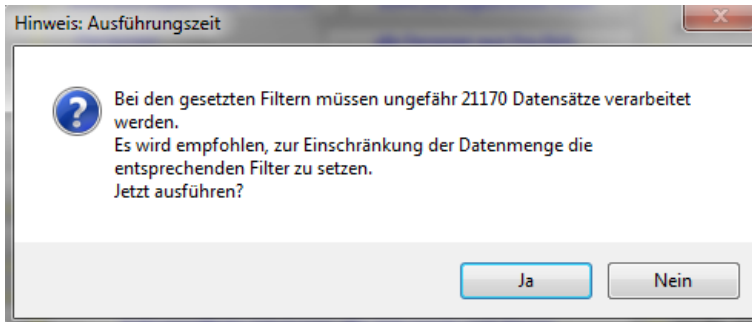 Hinweis: Ausführungszeit
Bei den gesetzten Filtern müssen ungefähr 21170 Datensätze verarbeitet
werden.
Es wird empfohlen, zur Einschränkung der Datenmenge die
entsprechenden Filter zu setzen.
Jetzt ausführen?
Ja
Nein